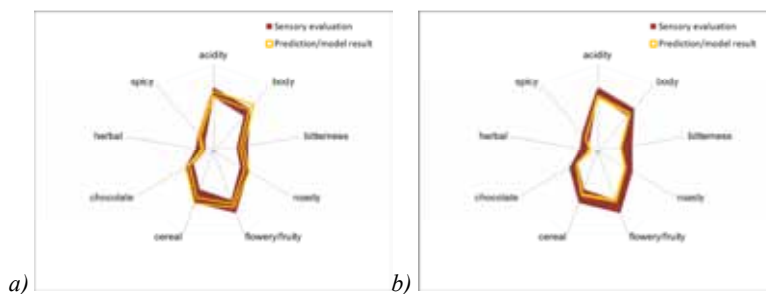 Sensory evaluation
Prediction/model result
acidity
spicy
body
herbal
bitterness
chocolate
roasty
cereal
flowery/fruity
a)
Sensory evaluation
Prediction/model result
acidity
spicy
body
herbal
bitterness
chocolate
roasty
cereal
flowery/fruity
b)